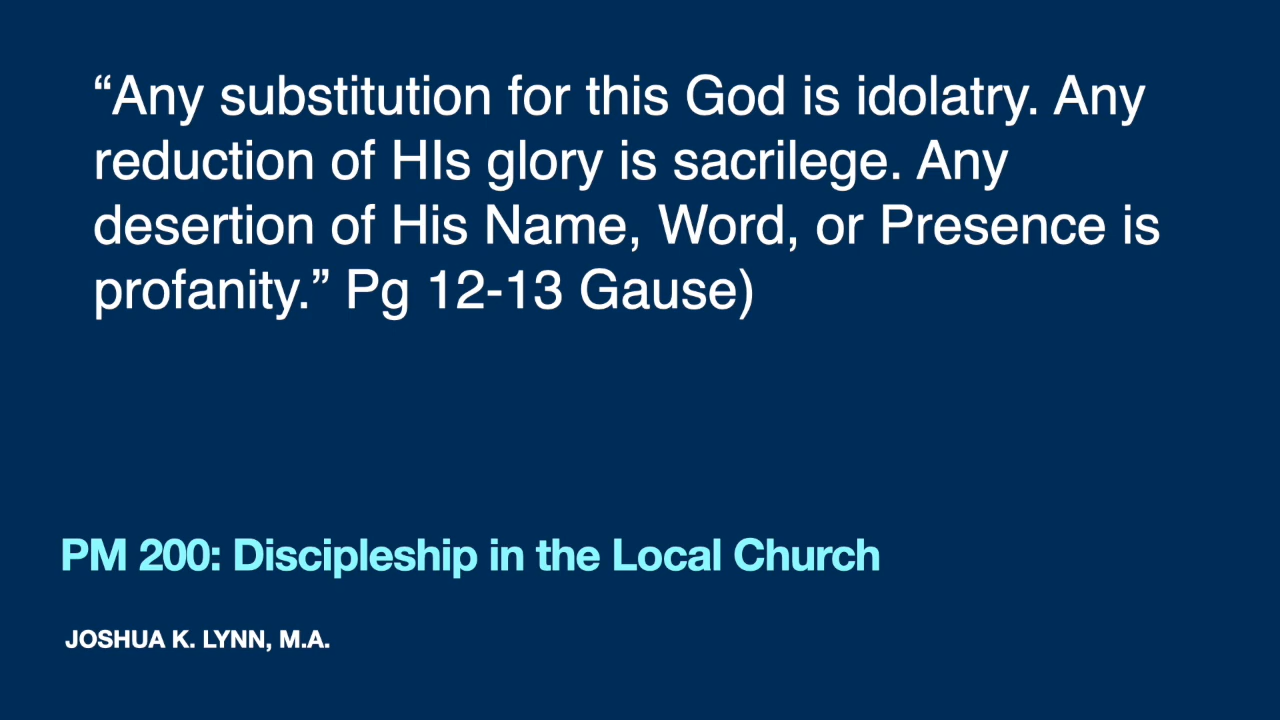 “Any substitution for this God is idolatry. Any
reduction of HIs glory is sacrilege. Any
desertion of His Name, Word, or Presence is
profanity.” Pg 12-13 Gause)
PM 200: Discipleship in the Local Church
JOSHUA K. LYNN, M.A.